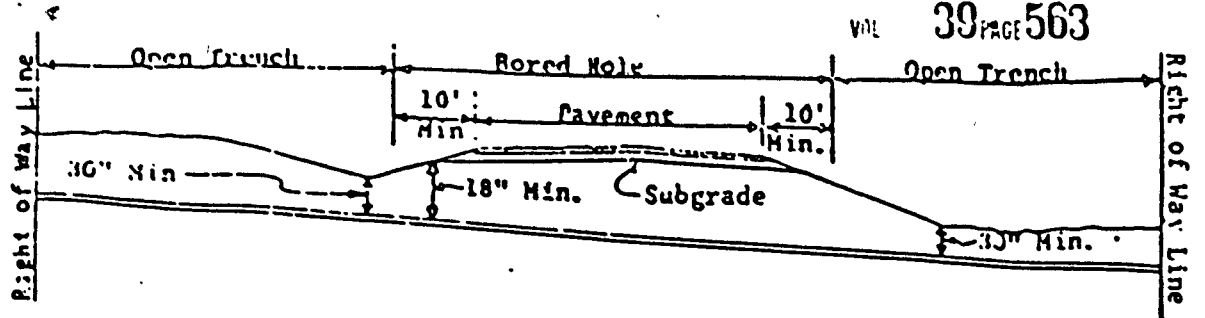 VOL 39 PAGE 563
Open Trench
Bored Hole
Open Trench
10' Min.
Pavement
10' Min.
Right of Way Line
Right of Way Line
18" Min.
Subgrade
Min
Min.